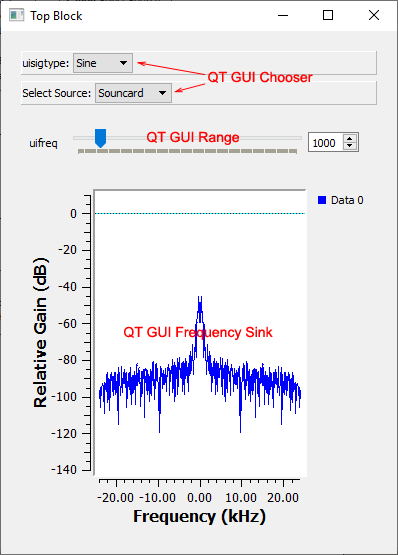 Top Block
uisigtype: Sine
QT GUI Chooser
Select Source: Souncard
uifreq
QT GUI Range
1000
Data 0
0
-20
-40
-60
QT GUI Frequency Sink
-80
-100
-120
-140
Relative Gain (dB)
-20.00 -10.00 0.00 10.00 20.00
Frequency (kHz)